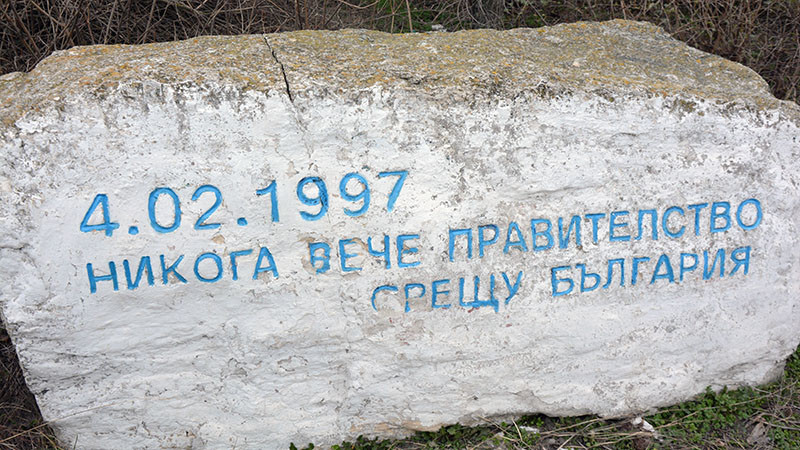 4.02.1997
НИКОГА ВЕЧЕ ПРАВИТЕЛСТВО
СРЕЩУ БЪЛГАРИЯ